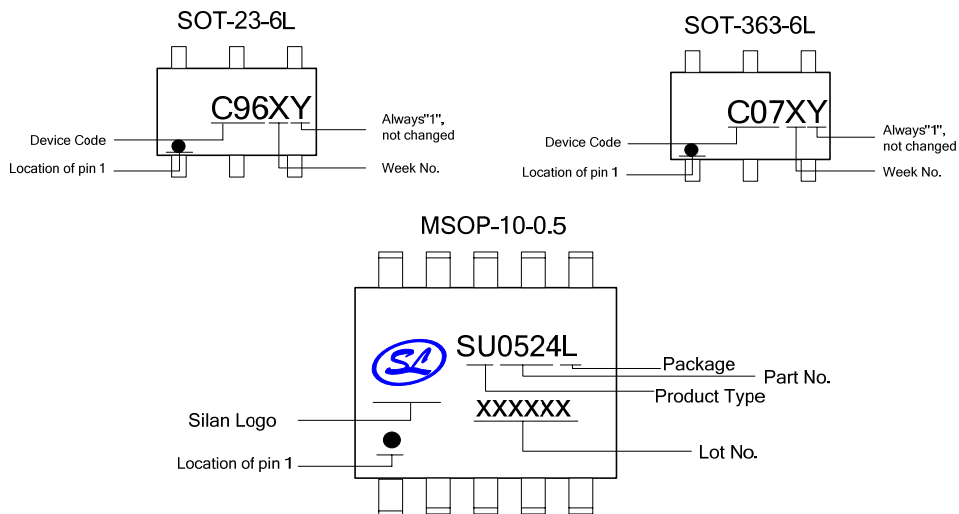 SOT-23-6L
C96XY
Device Code
Location of pin 1
Always"1",
not changed
Week No.
SOT-363-6L
C07XY
Device Code
Location of pin 1
Always"1",
not changed
Week No.
MSOP-10-0.5
SL
SU0524L
Package
Part No.
Product Type
xxxxxx
Silan Logo
Lot No.
Location of pin 1